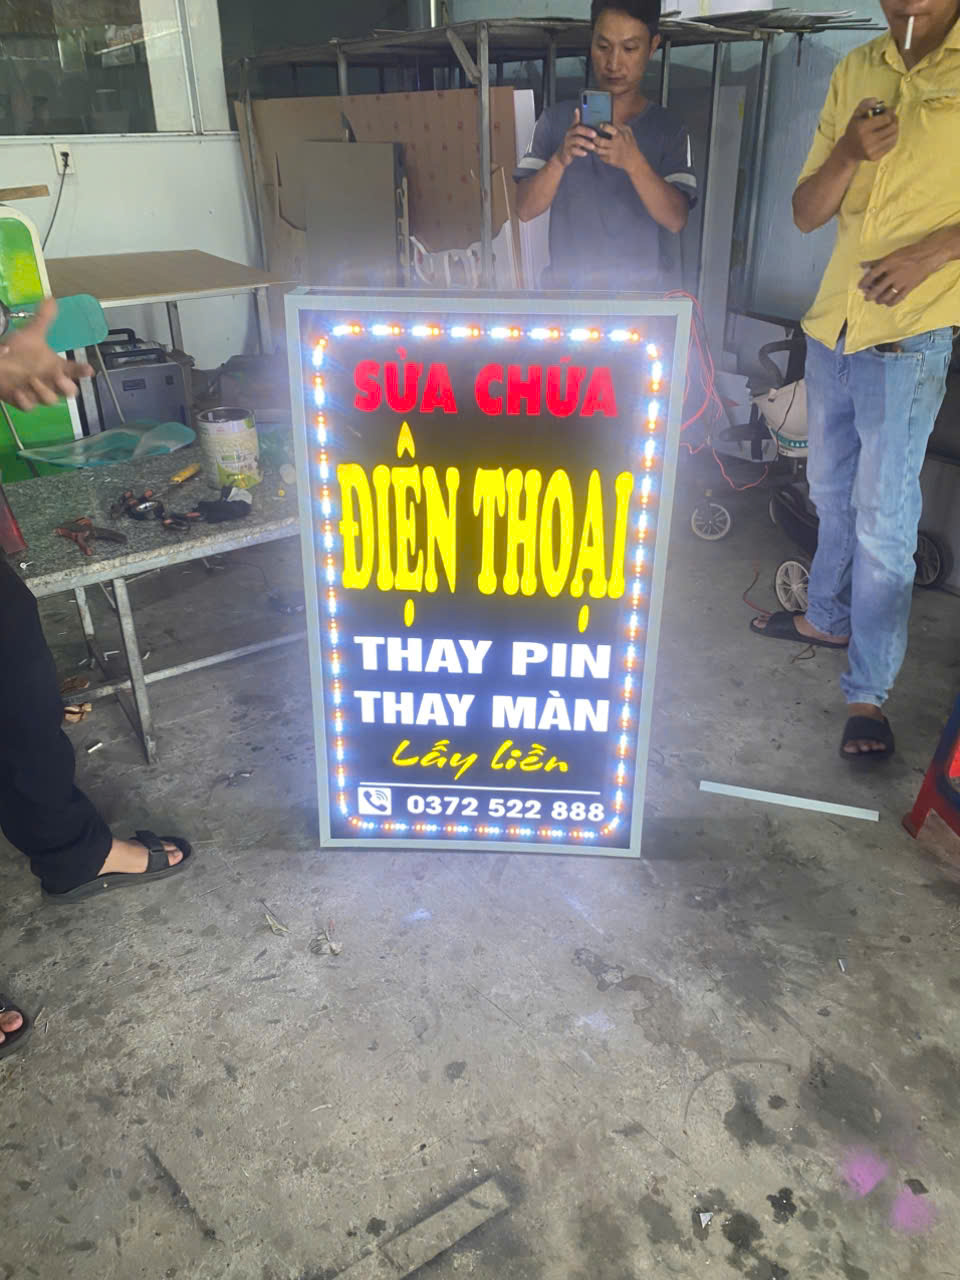 SỬA CHỮA
ĐIỆN THOẠI
THAY PIN
THAY MÀN
Lấy liền
0372 522 888